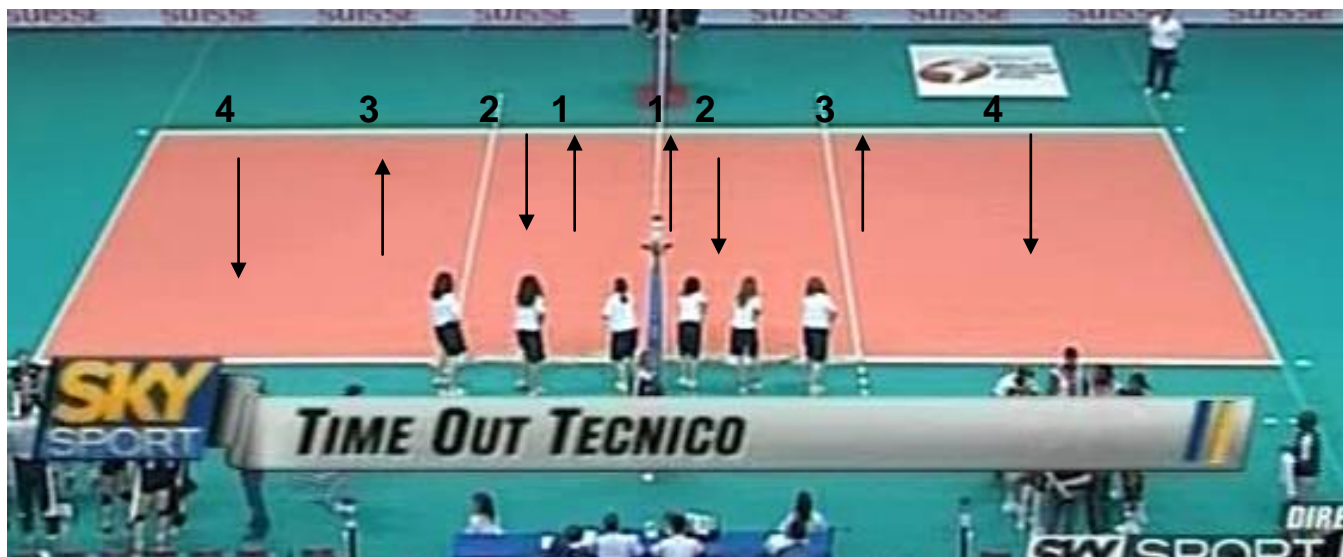 SUISSE SUISSE SUISSE SUISSE SUISSE SUISSE SUISSE
4 3 2 1 1 2 3 4
SKY
SPORT
TIME OUT TECNICO
DIRE
SKY SPORT